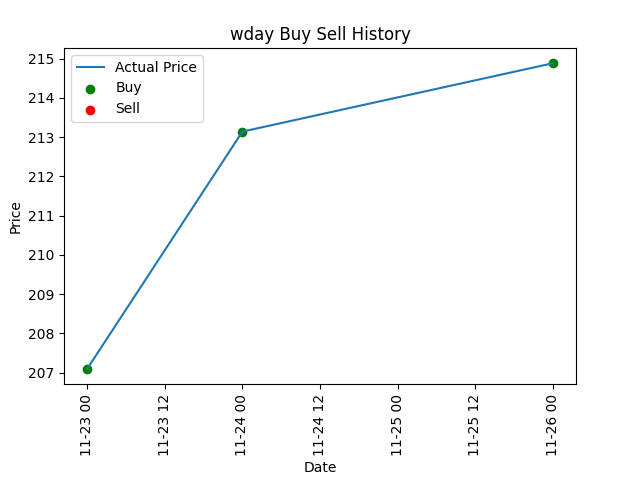 wday Buy Sell History
Actual Price
Buy
Sell
215
214
213
212
211
210
209
208
207
Price
11-23 00
11-23 12
11-24 00
11-24 12
11-25 00
11-25 12
11-26 00
Date